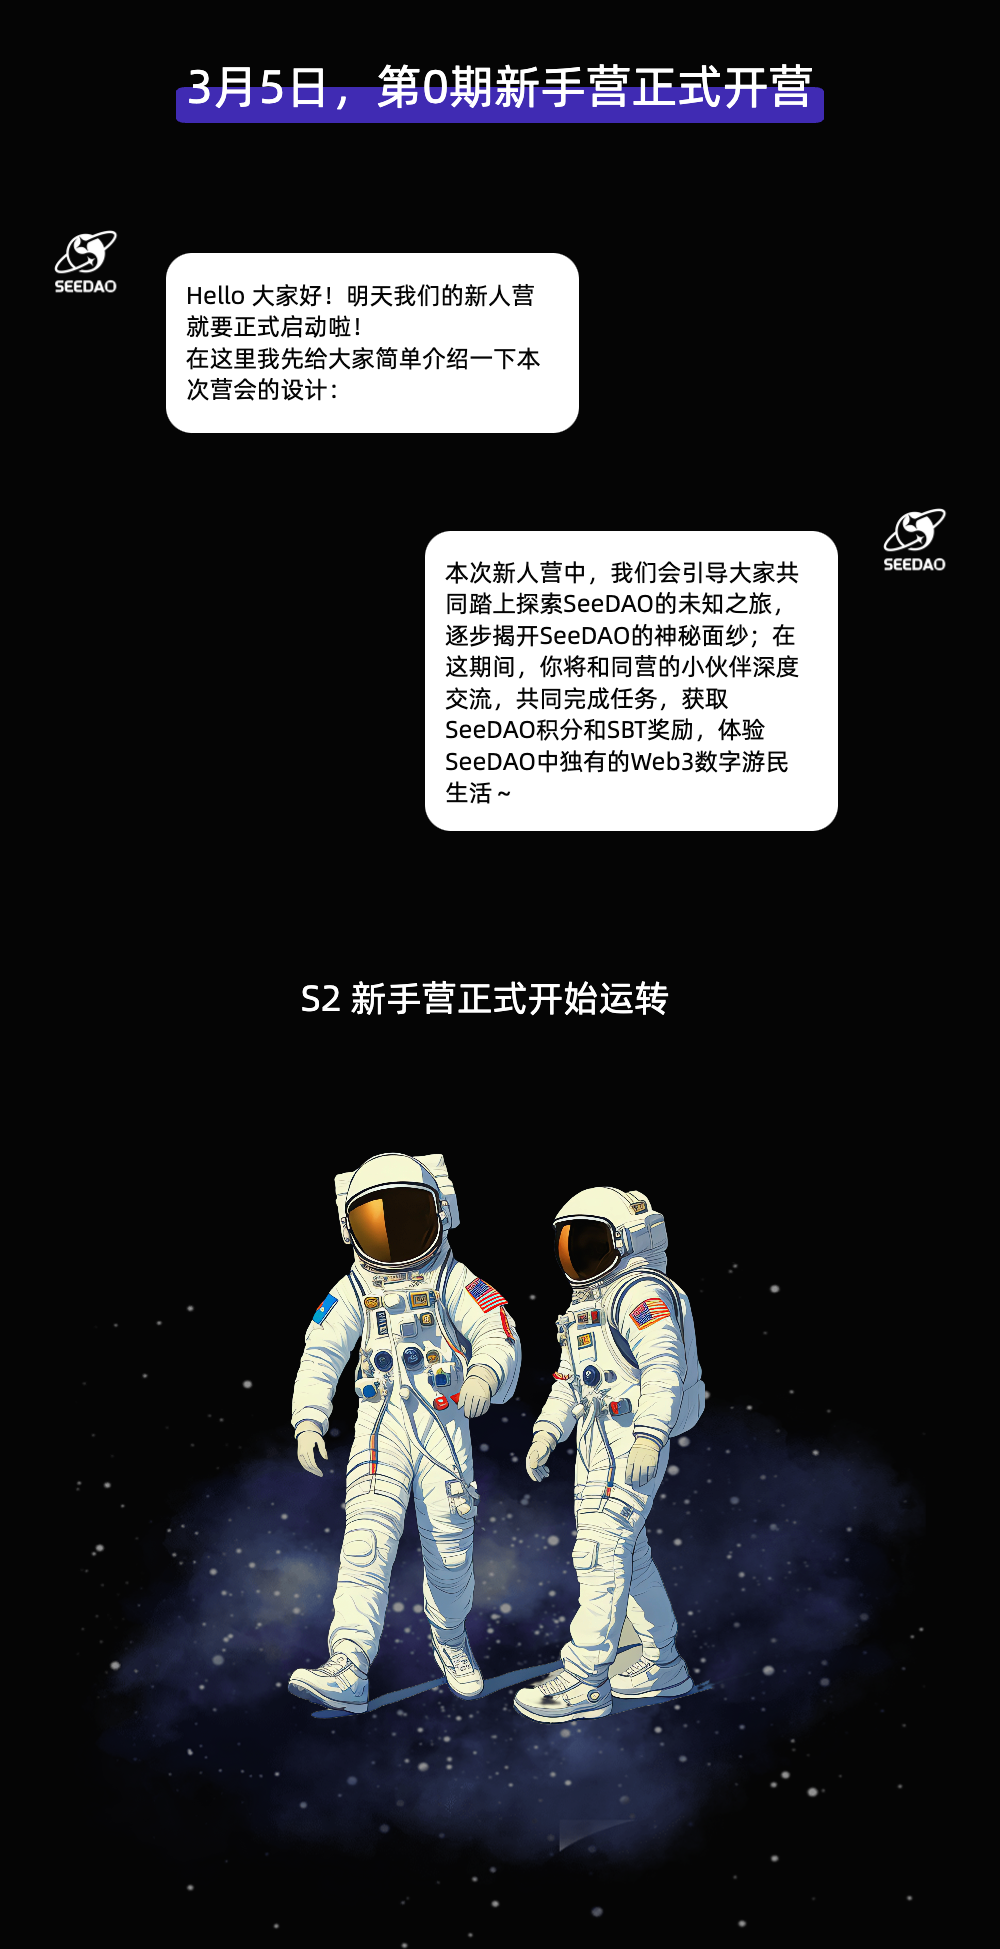 3月5日，第0期新手营正式开营
SEEDAO
Hello 大家好！明天我们的新人营
就要正式启动啦！
在这里我先给大家简单介绍一下本
次营会的设计：
SEEDAO
本次新人营中，我们会引导大家共
同踏上探索SeeDAO的未知之旅，
逐步揭开SeeDAO的神秘面纱；在
这期间，你将和同营的小伙伴深度
交流，共同完成任务，获取
SeeDAO积分和SBT奖励，体验
SeeDAO中独有的Web3数字游民
生活～
S2 新手营正式开始运转